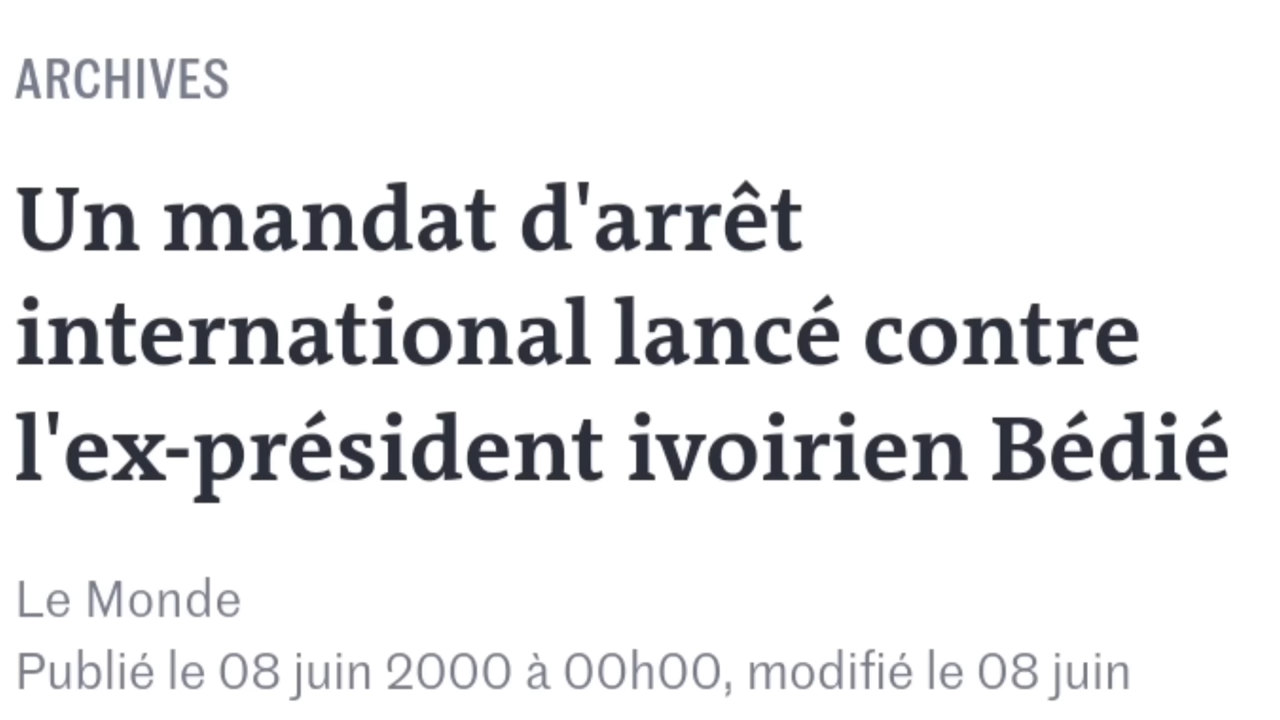 ARCHIVES
Un mandat d'arrêt
international lancé contre
l'ex-président ivoirien Bédié
Le Monde
Publié le 08 juin 2000 à 00h00, modifié le 08 juin